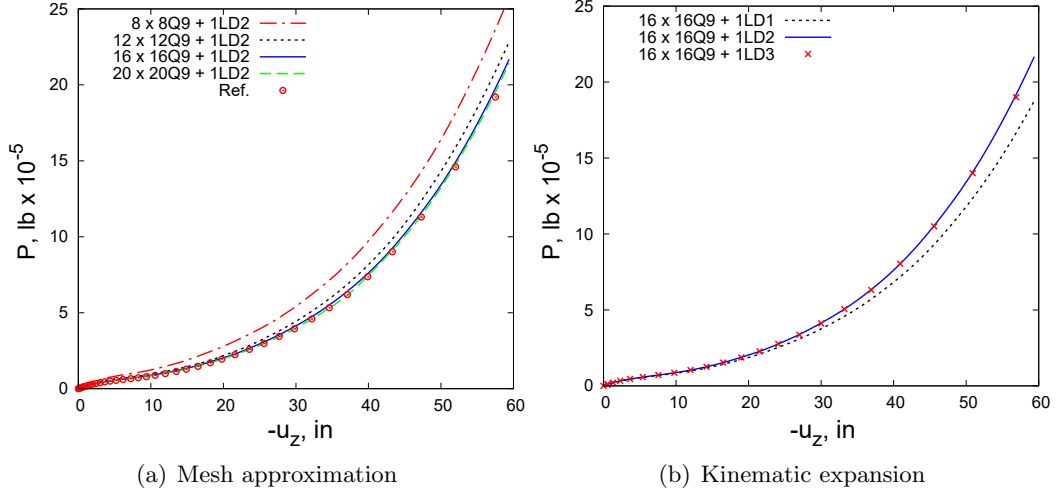 25
20
15
10
5
0
0 10 20 30 40 50 60
P, lb x 10⁻⁵
-u_z, in
8 x 8Q9 + 1LD2
12 x 12Q9 + 1LD2
16 x 16Q9 + 1LD2
20 x 20Q9 + 1LD2
Ref.
(a) Mesh approximation
25
20
15
10
5
0
0 10 20 30 40 50 60
P, lb x 10⁻⁵
-u_z, in
16 x 16Q9 + 1LD1
16 x 16Q9 + 1LD2
16 x 16Q9 + 1LD3
(b) Kinematic expansion